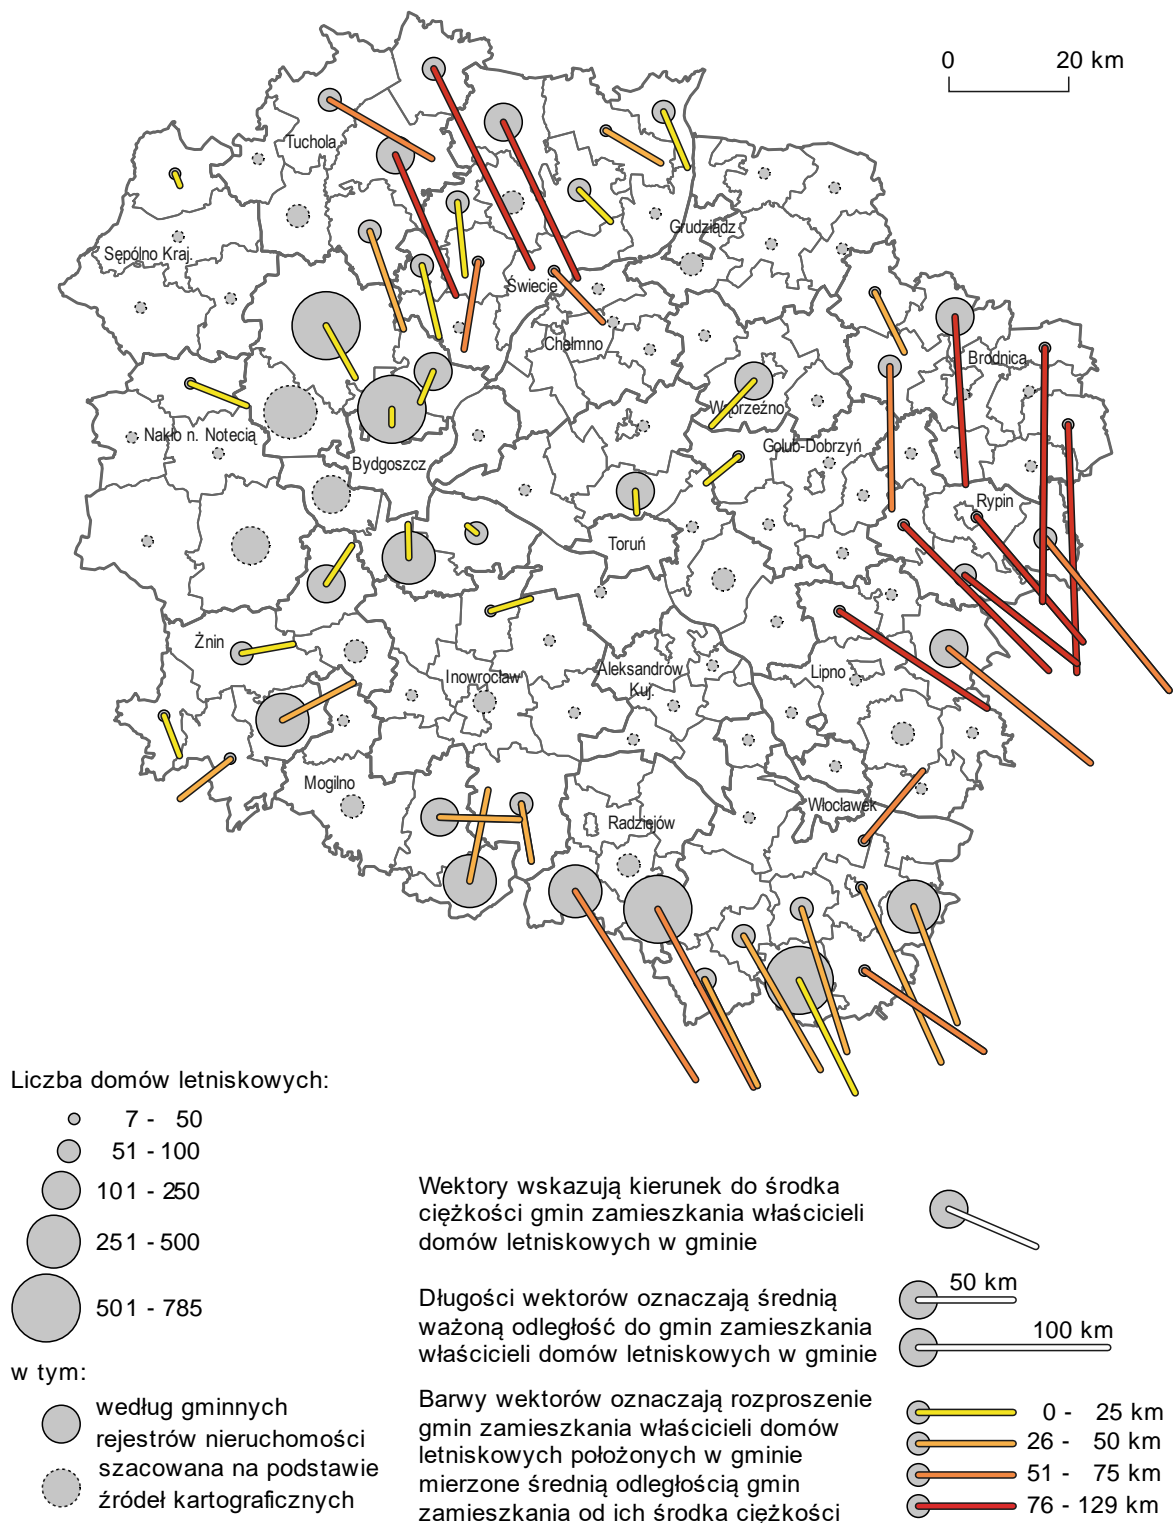 0 20 km
Tuchola
Grudziądz
Sępólno Kraj.
Świecie
Chełmno
Brodnica
Wąbrzeźno
Nakło n. Notecią
Golub-Dobrzyń
Bydgoszcz
Rypin
Toruń
Żnin
Inowrocław
Aleksandrów
Kuj.
Lipno
Mogilno
Włocławek
Radziejów
Liczba domów letniskowych:
7 - 50
51 - 100
101 - 250
251 - 500
501 - 785
w tym:
według gminnych
rejestrów nieruchomości
szacowana na podstawie
źródeł kartograficznych
Wektory wskazują kierunek do środka
ciężkości gmin zamieszkania właścicieli
domów letniskowych w gminie
Długości wektorów oznaczają średnią
ważoną odległość do gmin zamieszkania
właścicieli domów letniskowych w gminie
50 km
100 km
Barwy wektorów oznaczają rozproszenie
gmin zamieszkania właścicieli domów
letniskowych położonych w gminie
mierzone średnią odległością gmin
zamieszkania od ich środka ciężkości
0 - 25 km
26 - 50 km
51 - 75 km
76 - 129 km